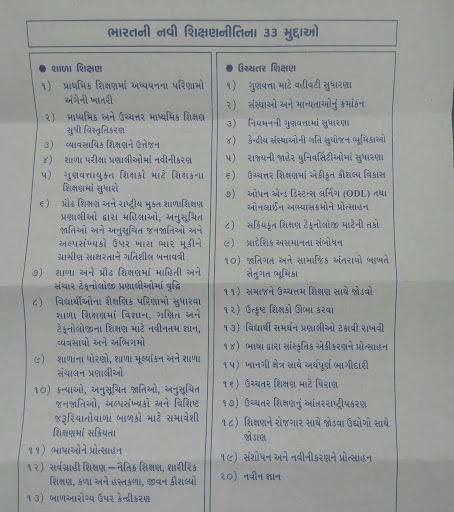 ભારતની નવી શિક્ષણનીતિના ૩૩ મુદ્દાઓ
● શાળા શિક્ષણ
૧) પ્રાથમિક શિક્ષણમાં અધ્યયનના પરિણામો
અંગેની ખાતરી
૨) માધ્યમિક અને ઉચ્ચત્તર માધ્યમિક શિક્ષણ
સુધી વિસ્તૃતિકરણ
૩) વ્યાવસાયિક શિક્ષણને ઉત્તેજન
૪) શાળા પરીક્ષા પ્રણાલીઓમાં નવીનીકરણ
૫) ગુણવત્તાયુક્ત શિક્ષકો માટે શિક્ષકના
શિક્ષણમાં સુધારો
૬) પ્રૌઢ શિક્ષણ અને રાષ્ટ્રીય મુક્ત શાળાશિક્ષણ
પ્રણાલીઓ દ્વારા મહિલાઓ, અનુસૂચિત
જાતિઓ અને અનુસૂચિત જનજાતિઓ અને
અલ્પસંખ્યકો ઉપર ખાસ ભાર મૂકીને
ગ્રામીણ સાક્ષરતાને ગતિશીલ બનાવવી
૭) શાળા અને પ્રૌઢ શિક્ષણમાં માહિતી અને
સંચાર ટેક્નોલોજી પ્રણાલીઓમાં વૃદ્ધિ
૮) વિદ્યાર્થીઓના શૈક્ષણિક પરિણામો સુધારવા
શાળા શિક્ષણમાં વિજ્ઞાન, ગણિત અને
ટેક્નોલોજીના શિક્ષણ માટે નવીનતમ જ્ઞાન,
વ્યવસાયો અને અભિગમો
૯) શાળાના ધોરણો, શાળા મૂલ્યાંકન અને શાળા
સંચાલન પ્રણાલીઓ
૧૦) કન્યાઓ, અનુસૂચિત જાતિઓ, અનુસૂચિત
જનજાતિઓ, અલ્પસંખ્યકો અને વિશિષ્ટ
જરૂરિયાતોવાળા બાળકો માટે સમાવેશી
શિક્ષણમાં સક્રિયતા
૧૧) ભાષાઓને પ્રોત્સાહન
૧૨) સર્વગ્રાહી શિક્ષણ – નૈતિક શિક્ષણ, શારીરિક
શિક્ષણ, કળા અને હસ્તકળા, જીવન કૌશલ્યો
૧૩) બાળઆરોગ્ય ઉપર કેન્દ્રીકરણ
● ઉચ્ચતર શિક્ષણ
૧) ગુણવત્તા માટે વહીવટી સુધારણા
૨) સંસ્થાઓ અને માન્યતાઓનું ક્રમાંકન
૩) નિયમનની ગુણવત્તામાં સુધારણા
૪) કેન્દ્રીય સંસ્થાઓની ગતિ સુયોજન ભૂમિકાઓ
૫) રાજ્યની જાહેર યુનિવર્સિટીઓમાં સુધારણા
૬) ઉચ્ચત્તર શિક્ષણમાં એકીકૃત કૌશલ્ય વિકાસ
૭) ઓપન એન્ડ ડિસ્ટન્સ લર્નિંગ (ODL) તથા
ઓનલાઈન અભ્યાસક્રમોને પ્રોત્સાહન
૮) સક્રિયકૃત શિક્ષણ ટેક્નોલોજી માટેની તકો
૯) પ્રાદેશિક અસમાનતા સંબોધન
૧૦) જાતિગત અને સામાજિક અંતરાયો બાબતે
સેતુગત ભૂમિકા
૧૧) સમાજને ઉચ્ચત્તમ શિક્ષણ સાથે જોડવો
૧૨) ઉત્કૃષ્ટ શિક્ષકો ઊભા કરવા
૧૩) વિદ્યાર્થી સમર્થન પ્રણાલીઓ ટકાવી રાખવી
૧૪) ભાષા દ્વારા સાંસ્કૃતિક એકીકરણને પ્રોત્સાહન
૧૫) ખાનગી ક્ષેત્ર સાથે અર્થપૂર્ણ ભાગીદારી
૧૬) ઉચ્ચતર શિક્ષણ માટે ધિરાણ
૧૭) ઉચ્ચતર શિક્ષણનું આંતરરાષ્ટ્રીયકરણ
૧૮) શિક્ષણને રોજગાર સાથે જોડવા ઉદ્યોગો સાથે
જોડાણ
૧૯) સંશોધન અને નવીનીકરણને પ્રોત્સાહન
૨૦) નવીન જ્ઞાન